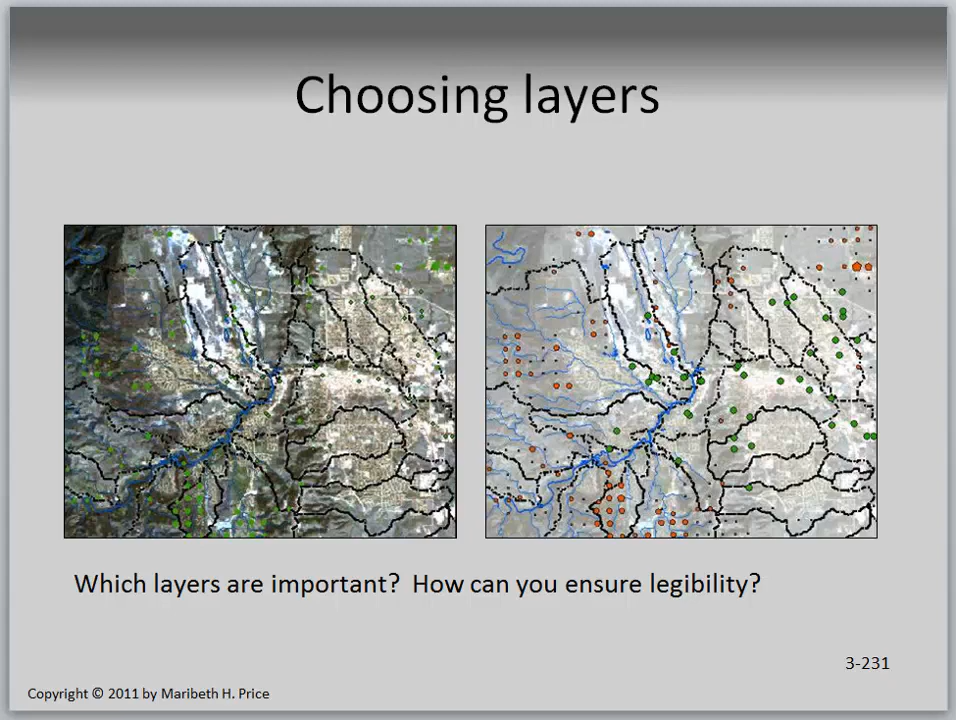 Choosing layers
Which layers are important?  How can you ensure legibility?
3-231
Copyright © 2011 by Maribeth H. Price